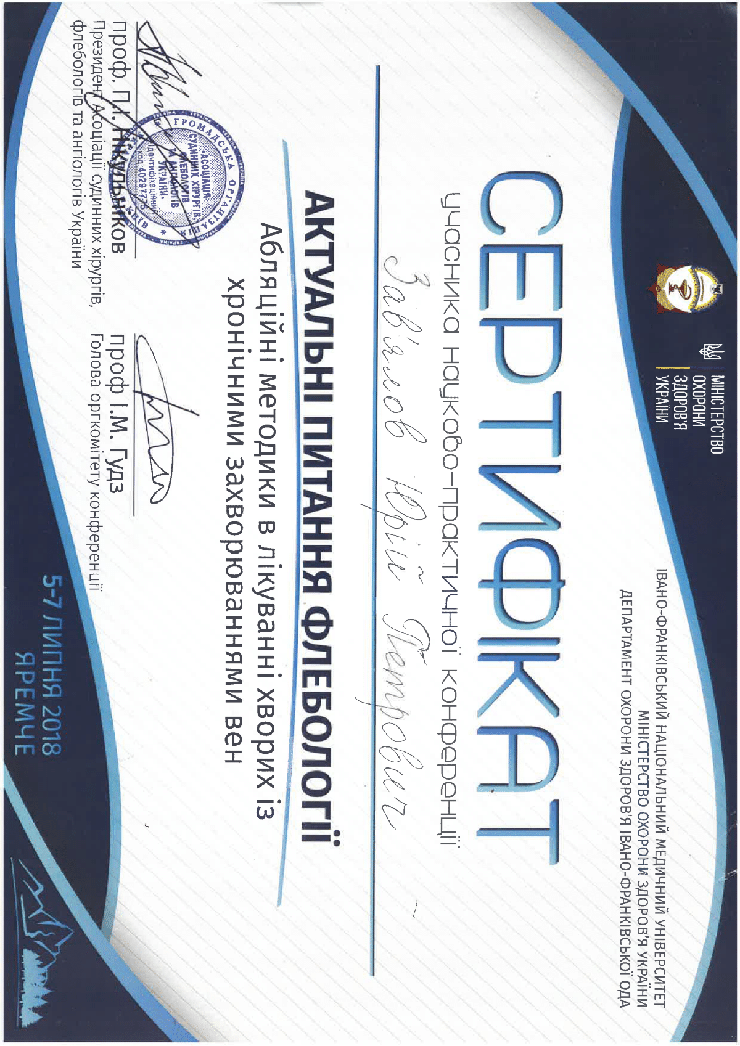 МІНІСТЕРСТВО
ОХОРОНИ
ЗДОРОВ'Я
УКРАЇНИ
ІВАНО-ФРАНКІВСЬКИЙ НАЦІОНАЛЬНИЙ МЕДИЧНИЙ УНІВЕРСИТЕТ
МІНІСТЕРСТВО ОХОРОНИ ЗДОРОВ'Я УКРАЇНИ
ДЕПАРТАМЕНТ ОХОРОНИ ЗДОРОВ'Я ІВАНО-ФРАНКІВСЬКОЇ ОДА
СЕРТИФІКАТ
учасника науково-практичної конференції
Зав'ялов Юрій Петрович
АКТУАЛЬНІ ПИТАННЯ ФЛЕБОЛОГІЇ
Абляційні методики в лікуванні хворих із
хронічними захворюваннями вен
ГРОМАДСЬКА ОРГАНІЗАЦІЯ
АСОЦІАЦІЯ
СУДИННИХ ХІРУРГІВ,
ФЛЕБОЛОГІВ
ТА АНГІОЛОГІВ
УКРАЇНИ
проф. П.І. Нікульніков
Президент Асоціації судинних хірургів,
флебологів та ангіологів України
проф І.М. Гудз
Голова оргкомітету конференції
5-7 ЛИПНЯ 2018
ЯРЕМЧЕ